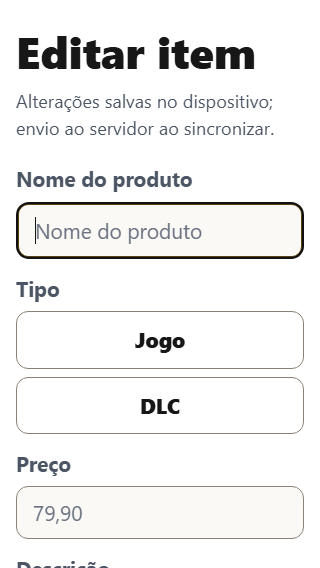 Editar item
Alterações salvas no dispositivo;
envio ao servidor ao sincronizar.
Nome do produto
Nome do produto
Tipo
Jogo
DLC
Preço
79,90
Descrição